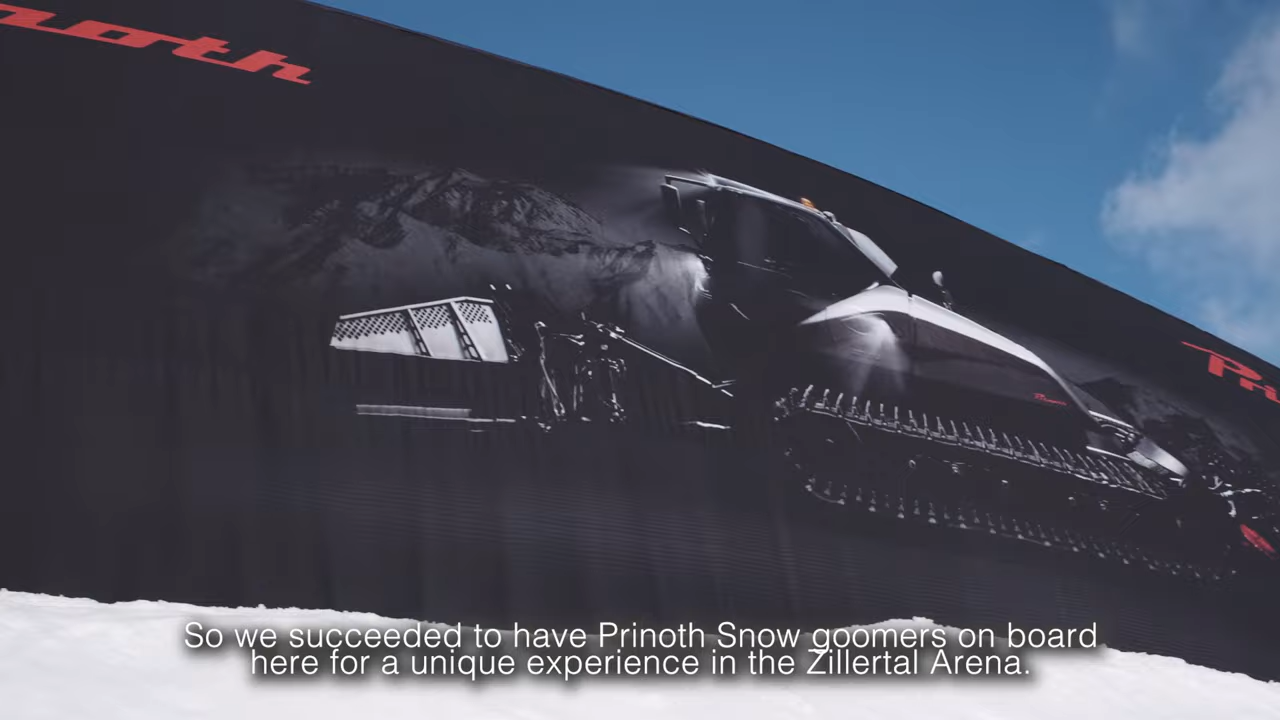 noth
Pri
So we succeeded to have Prinoth Snow goomers on board
here for a unique experience in the Zillertal Arena.